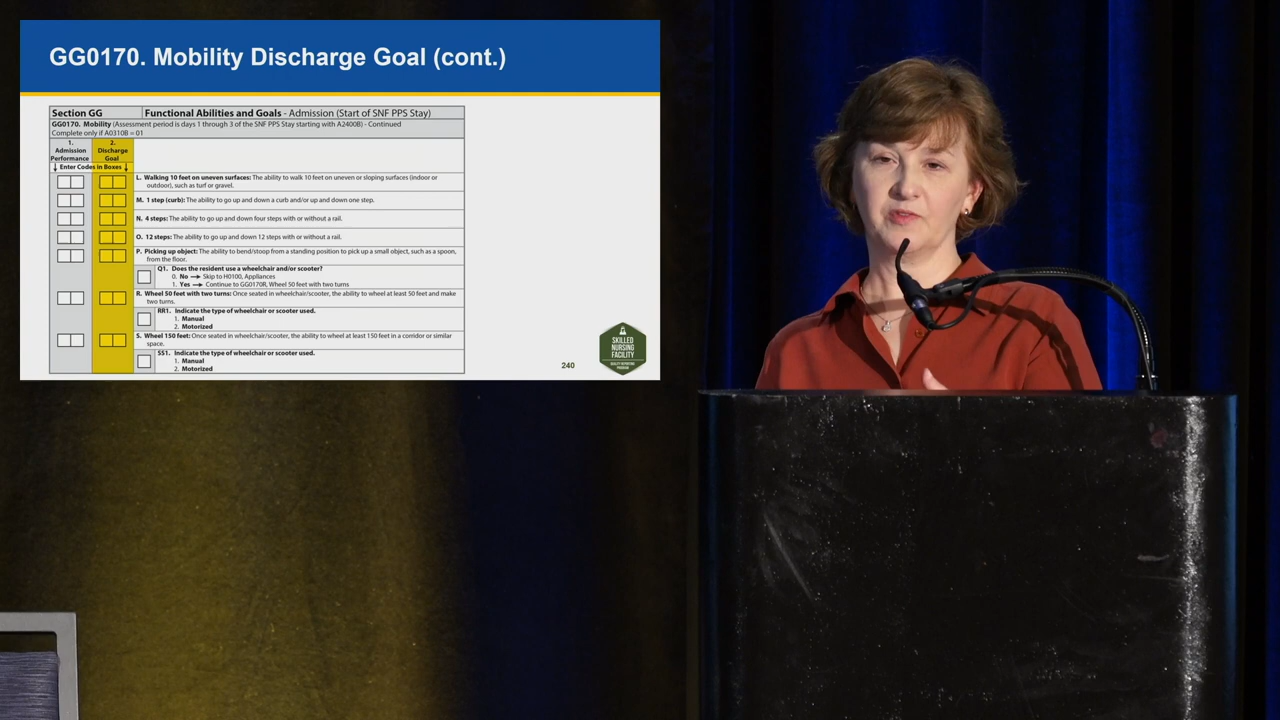 GG0170. Mobility Discharge Goal (cont.)
Section GG
Functional Abilities and Goals - Admission (Start of SNF PPS Stay)
GG0170. Mobility (Assessment period is days 1 through 3 of the SNF PPS Stay starting with A2400B) - Continued
Complete only if A0310B = 01
1.
Admission
Performance
2.
Discharge
Goal
↓ Enter Codes in Boxes ↓
L. Walking 10 feet on uneven surfaces: The ability to walk 10 feet on uneven or sloping surfaces (indoor or
outdoor), such as turf or gravel.
M. 1 step (curb): The ability to go up and down a curb and/or up and down one step.
N. 4 steps: The ability to go up and down four steps with or without a rail.
O. 12 steps: The ability to go up and down 12 steps with or without a rail.
P. Picking up object: The ability to bend/stoop from a standing position to pick up a small object, such as a spoon,
from the floor.
Q1. Does the resident use a wheelchair and/or scooter?
0. No → Skip to H0100, Appliances
1. Yes → Continue to GG0170R, Wheel 50 feet with two turns
R. Wheel 50 feet with two turns: Once seated in wheelchair/scooter, the ability to wheel at least 50 feet and make
two turns.
RR1. Indicate the type of wheelchair or scooter used.
1. Manual
2. Motorized
S. Wheel 150 feet: Once seated in wheelchair/scooter, the ability to wheel at least 150 feet in a corridor or similar
space.
SS1. Indicate the type of wheelchair or scooter used.
1. Manual
2. Motorized
240
SKILLED
NURSING
FACILITY
QUALITY REPORTING
PROGRAM